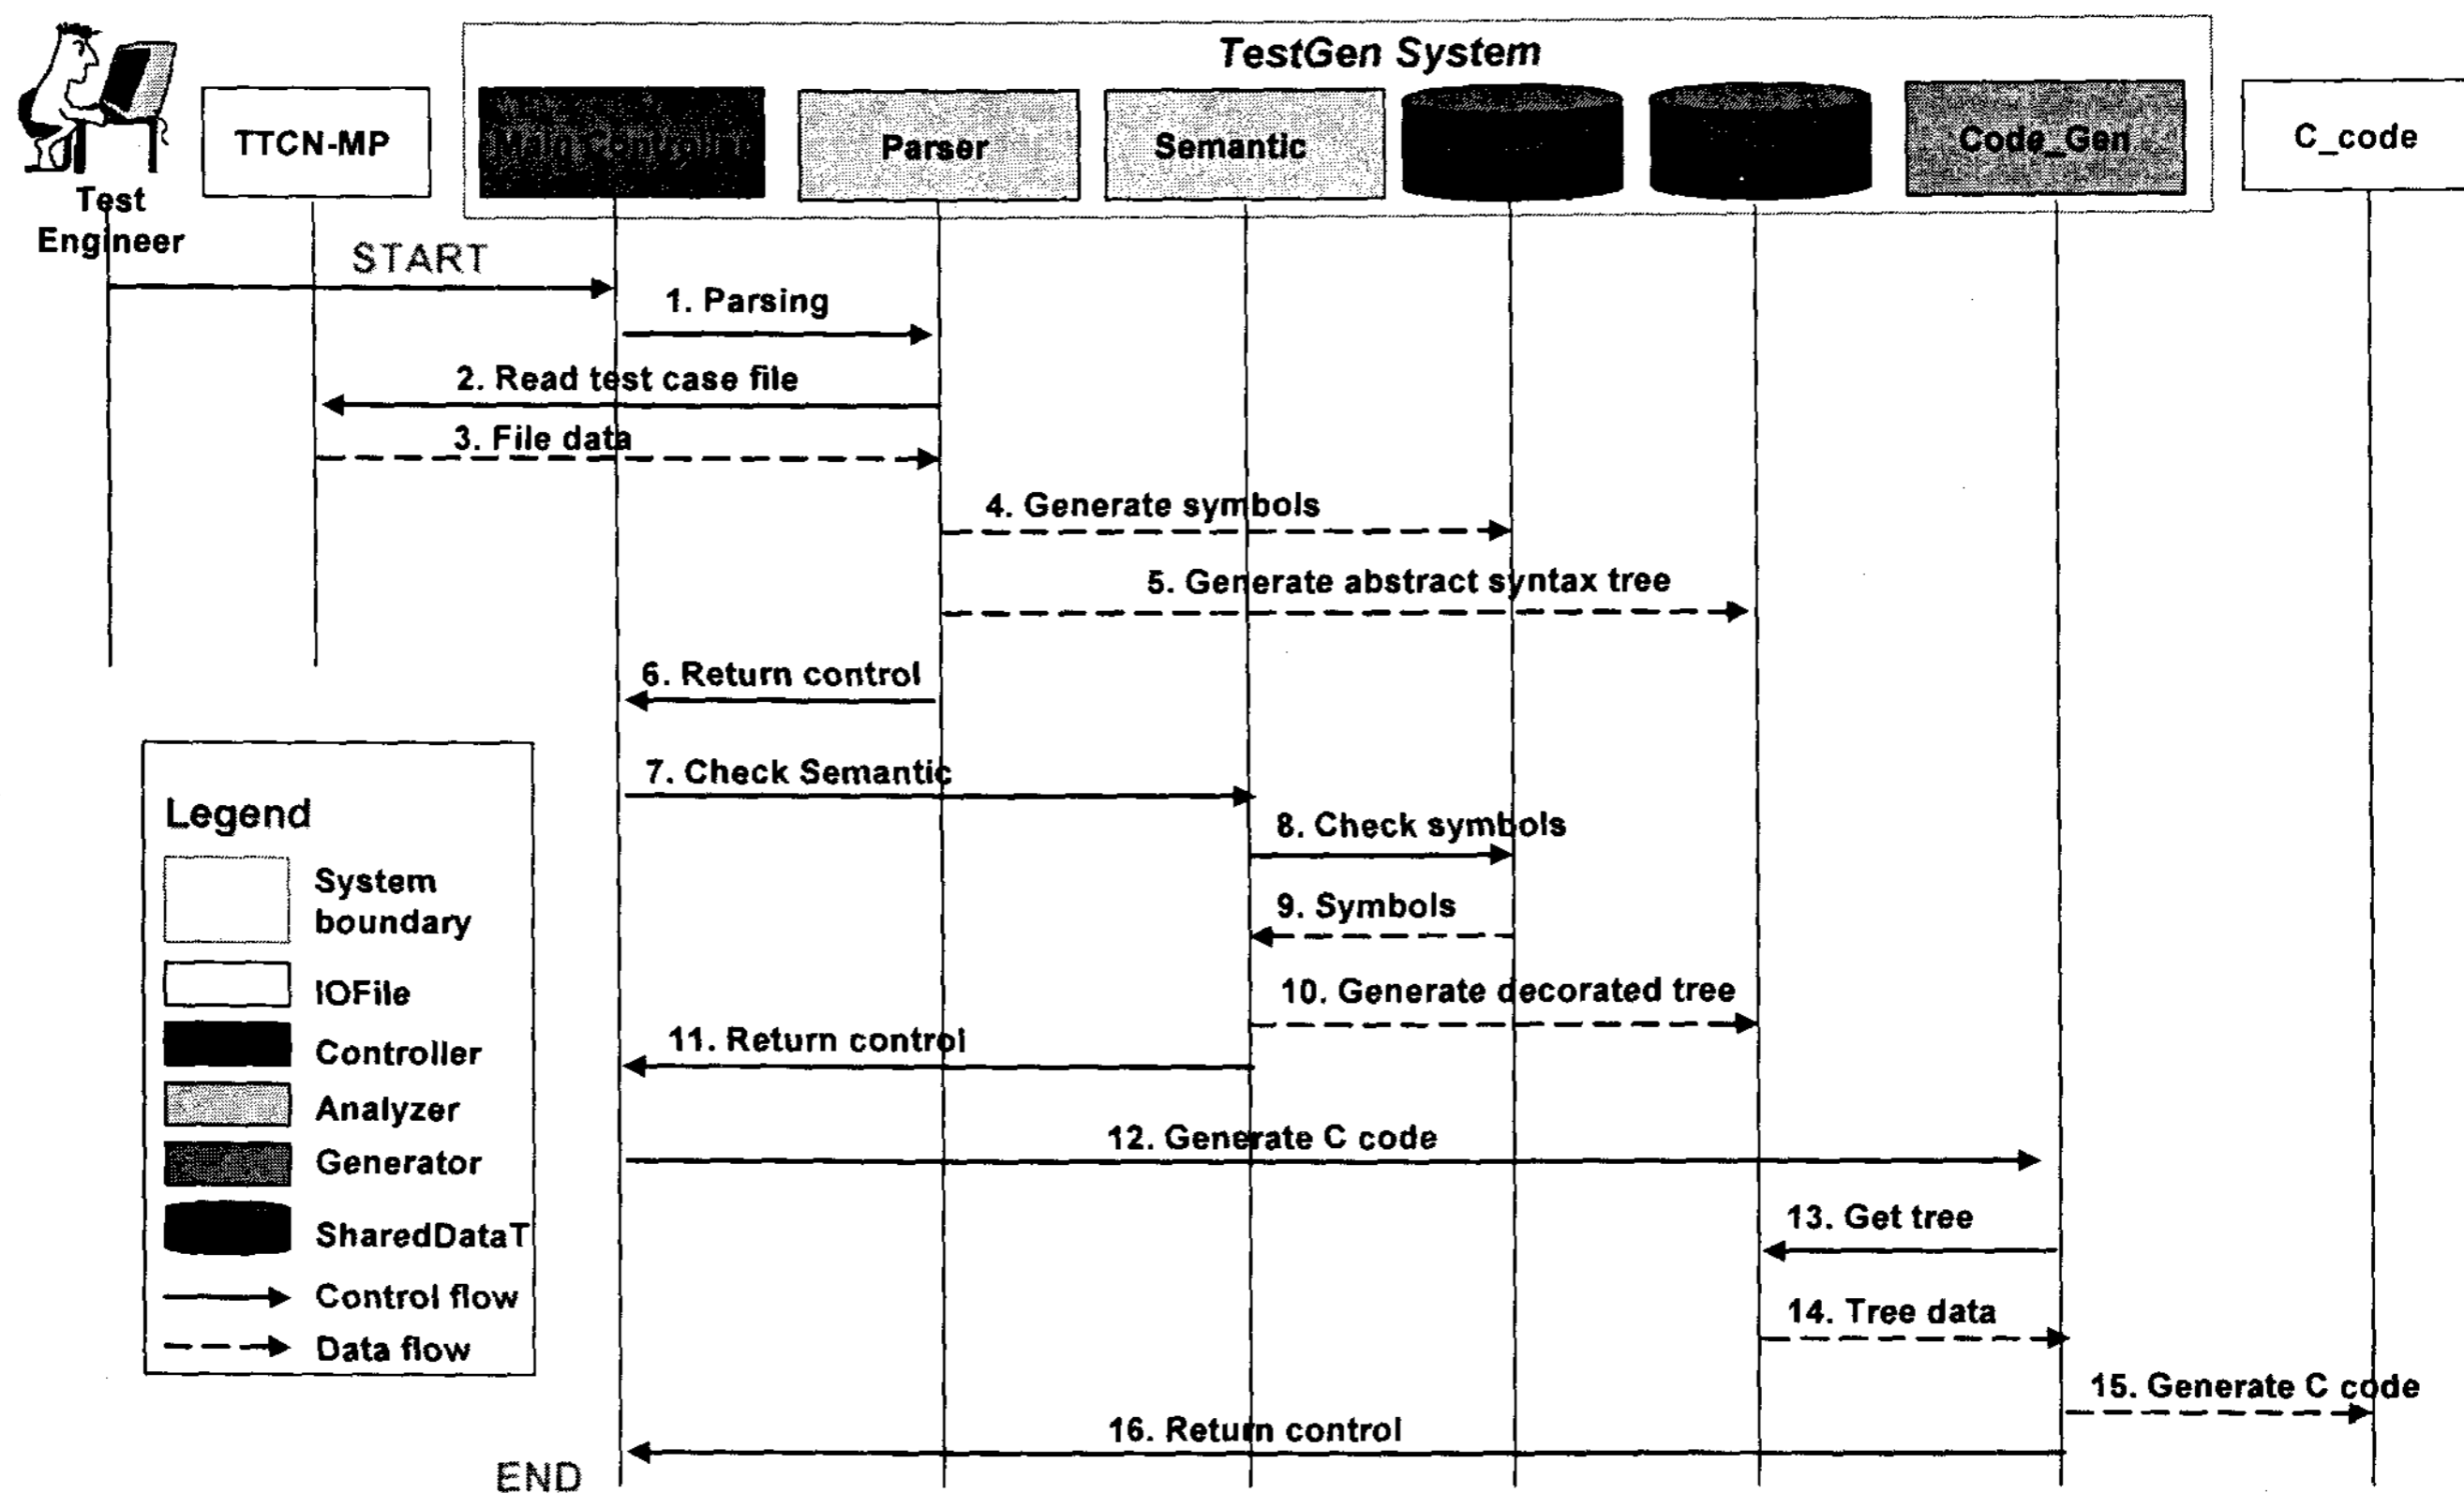 TestGen System
TTCN-MP
Parser
Semantic
Code_Gen
C_code
Test
Engineer
START
1. Parsing
2. Read test case file
3. File data
4. Generate symbols
5. Generate abstract syntax tree
6. Return control
7. Check Semantic
8. Check symbols
9. Symbols
10. Generate decorated tree
11. Return control
12. Generate C code
13. Get tree
14. Tree data
15. Generate C code
16. Return control
END
Legend
System
boundary
IOFile
Controller
Analyzer
Generator
SharedDataT
Control flow
Data flow